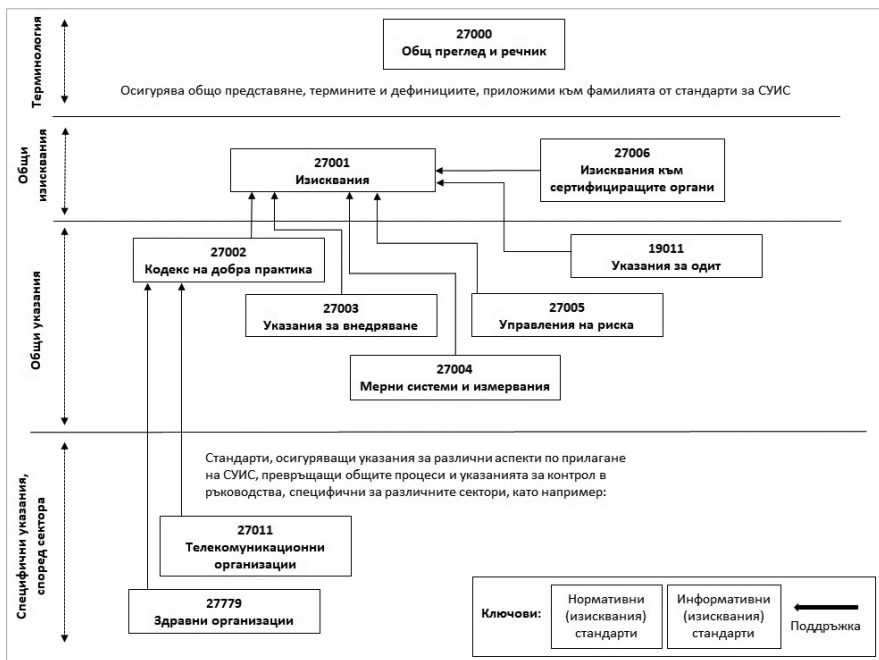 Терминология
27000
Общ преглед и речник
Осигурява общо представяне, термините и дефинициите, приложими към фамилията от стандарти за СУИС
Общи
изисквания
27001
Изисквания
27006
Изисквания към
сертифициращите органи
Общи указания
27002
Кодекс на добра практика
19011
Указания за одит
27003
Указания за внедряване
27005
Управления на риска
27004
Мерни системи и измервания
Специфични указания,
според сектора
Стандарти, осигуряващи указания за различни аспекти по прилагане
на СУИС, превръщащи общите процеси и указанията за контрол в
ръководства, специфични за различните сектори, като например:
27011
Телекомуникационни
организации
27779
Здравни организации
Ключови:
Нормативни
(изисквания)
стандарти
Информативни
(изисквания)
стандарти
Поддръжка